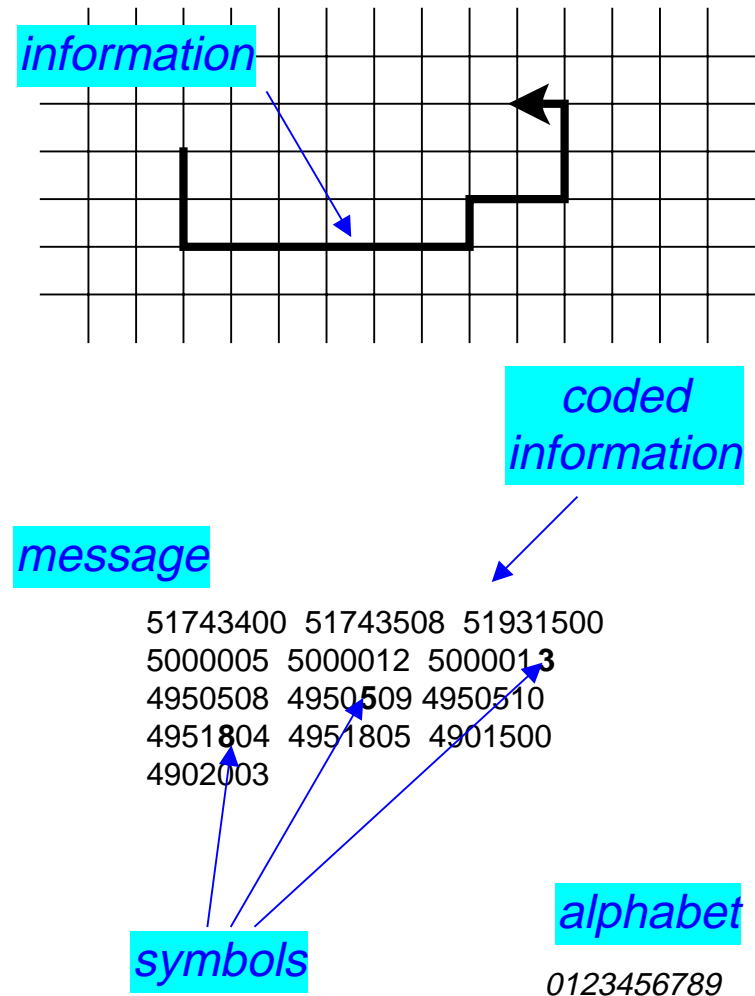 information
coded
information
message
51743400 51743508 51931500
5000005 5000012 5000013
4950508 4950509 4950510
4951804 4951805 4901500
4902003
alphabet
symbols
0123456789